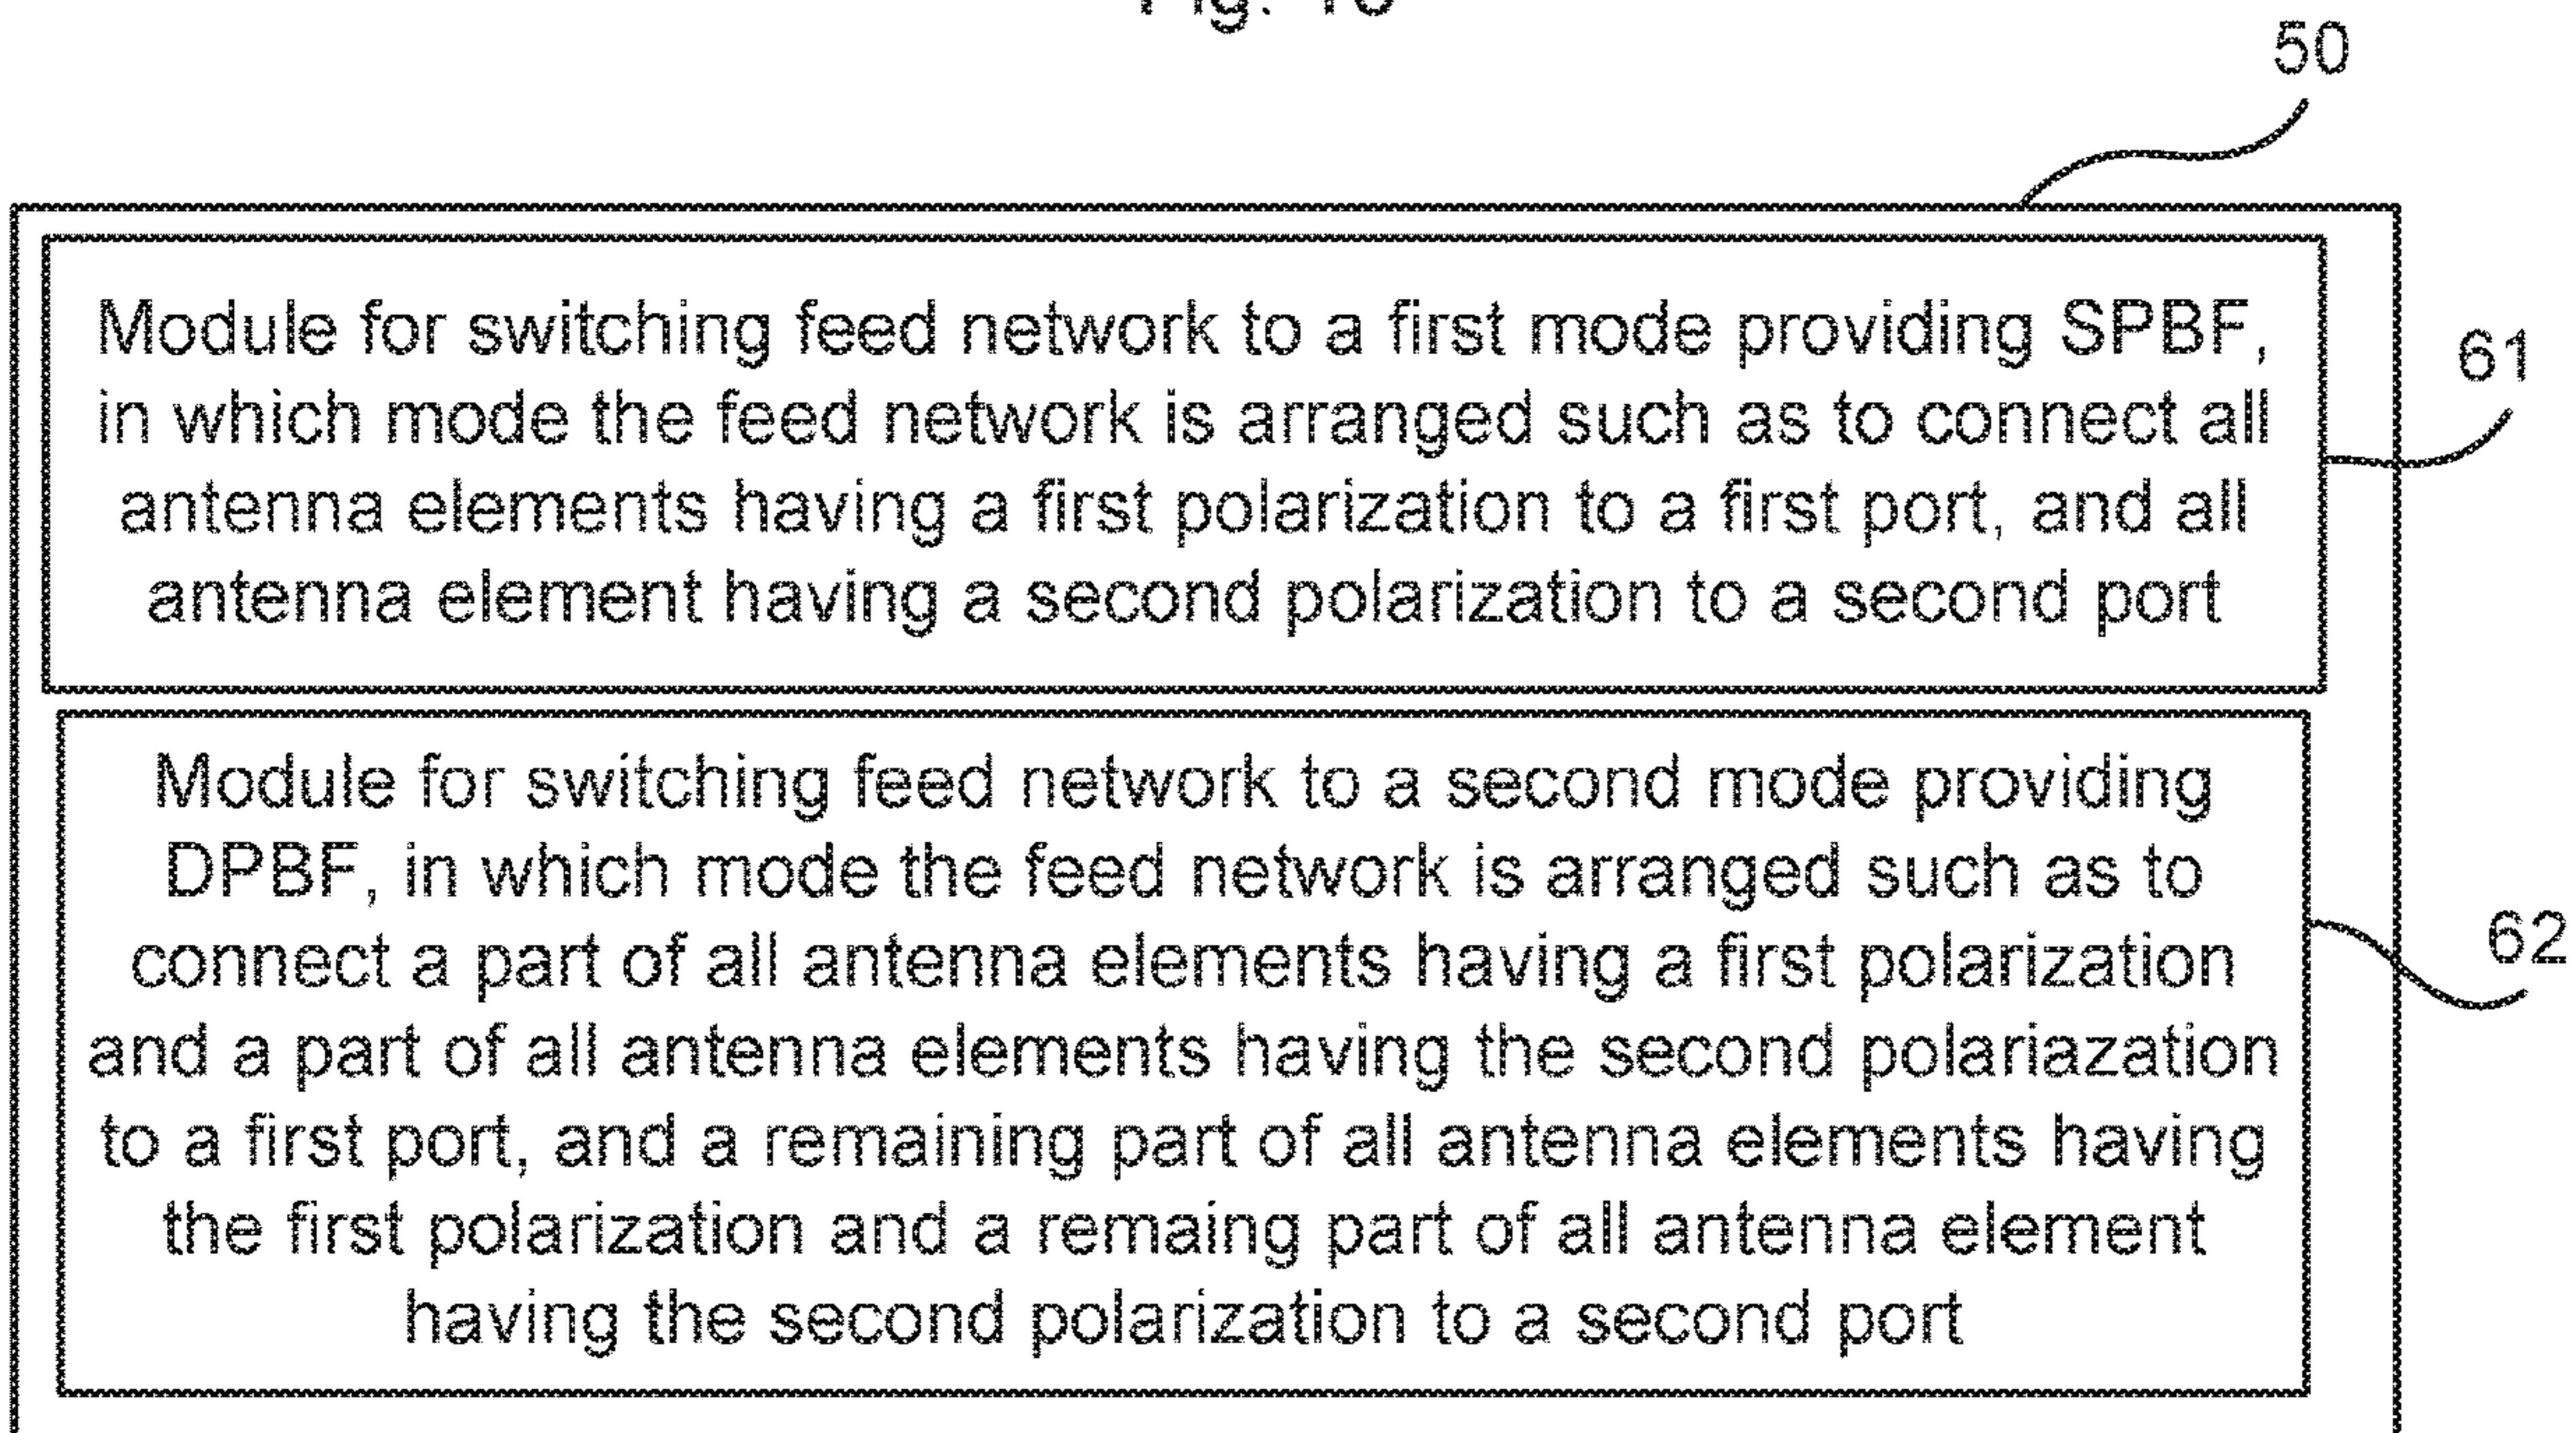 Fig.
50
Module for switching feed network to a first mode providing SPBF,
in which mode the feed network is arranged such as to connect all
antenna elements having a first polarization to a first port, and all
antenna element having a second polarization to a second port
61
Module for switching feed network to a second mode providing
DPBF, in which mode the feed network is arranged such as to
connect a part of all antenna elements having a first polarization
and a part of all antenna elements having the second polariazation
to a first port, and a remaining part of all antenna elements having
the first polarization and a remaing part of all antenna element
having the second polarization to a second port
62